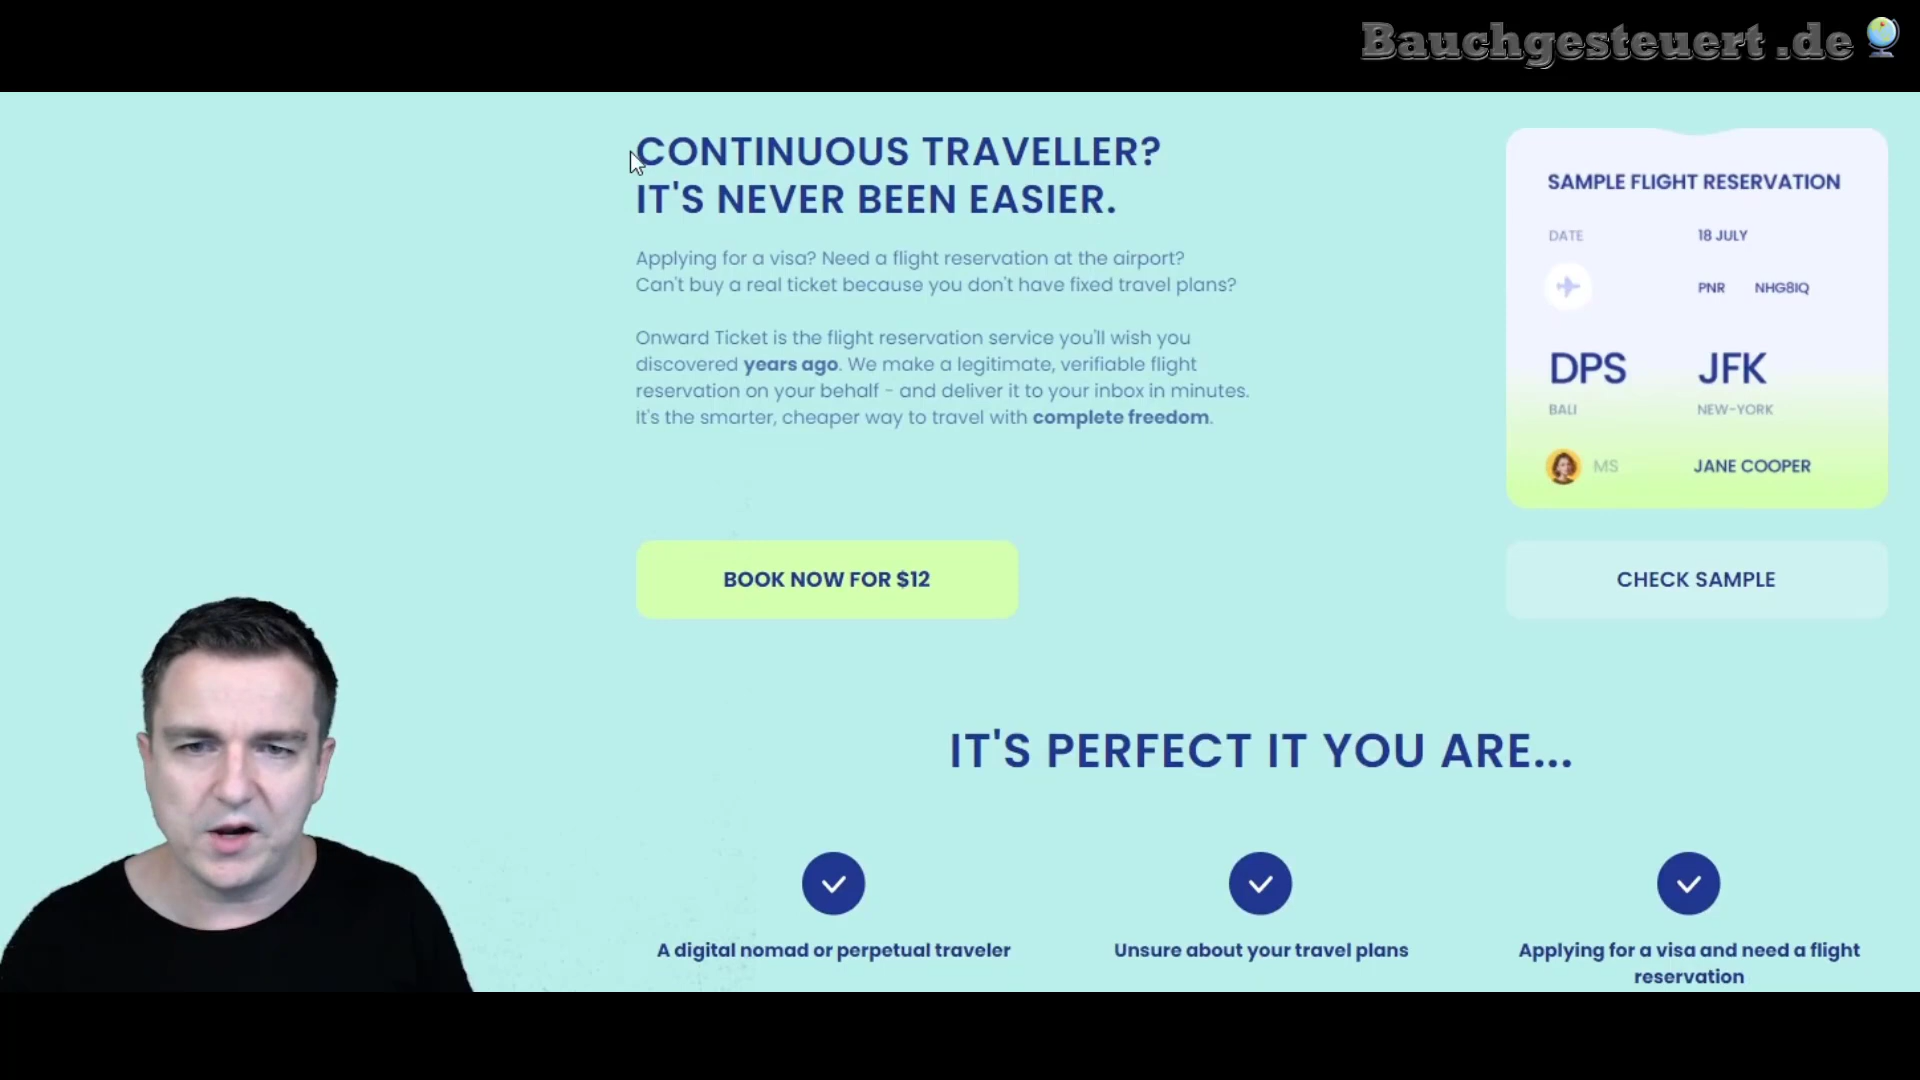 Bauchgesteuert .de
CONTINUOUS TRAVELLER?
IT'S NEVER BEEN EASIER.
Applying for a visa? Need a flight reservation at the airport?
Can't buy a real ticket because you don't have fixed travel plans?
Onward Ticket is the flight reservation service you'll wish you
discovered years ago. We make a legitimate, verifiable flight
reservation on your behalf - and deliver it to your inbox in minutes.
It's the smarter, cheaper way to travel with complete freedom.
BOOK NOW FOR $12
SAMPLE FLIGHT RESERVATION
DATE 18 JULY
PNR NHG8IQ
DPS JFK
BALI NEW-YORK
MS JANE COOPER
CHECK SAMPLE
IT'S PERFECT IT YOU ARE...
A digital nomad or perpetual traveler
Unsure about your travel plans
Applying for a visa and need a flight
reservation